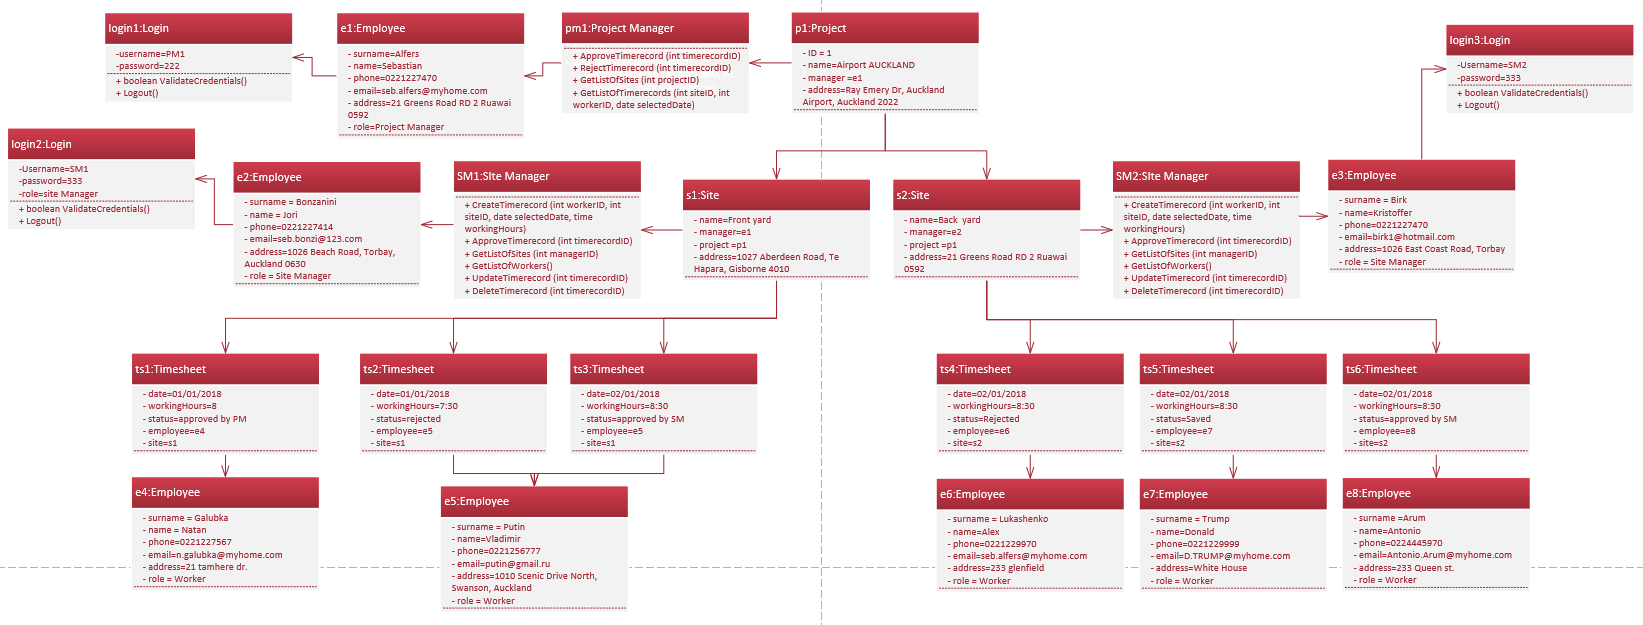 login1:Login
-username=PM1
-password=222
+ boolean ValidateCredentials()
+ Logout()
e1:Employee
- surname=Alfers
- name=Sebastian
- phone=0221227470
- email=seb.alfers@myhome.com
- address=21 Greens Road RD 2 Ruawai
0592
- role=Project Manager
pm1:Project Manager
+ ApproveTimerecord (int timerecordID)
+ RejectTimerecord (int timerecordID)
+ GetListOfSites (int projectID)
+ GetListOfTimerecords (int siteID, int
workerID, date selectedDate)
p1:Project
- ID = 1
- name=Airport AUCKLAND
- manager =e1
- address=Ray Emery Dr, Auckland
Airport, Auckland 2022
login3:Login
-Username=SM2
-password=333
+ boolean ValidateCredentials()
+ Logout()
login2:Login
-Username=SM1
-password=333
-role=site Manager
+ boolean ValidateCredentials()
+ Logout()
e2:Employee
- surname = Bonzanini
- name = Jori
- phone=0221227414
- email=seb.bonzi@123.com
- address=1026 Beach Road, Torbay,
Auckland 0630
- role = Site Manager
SM1:SIte Manager
+ CreateTimerecord (int workerID, int
siteID, date selectedDate, time
workingHours)
+ ApproveTimerecord (int timerecordID)
+ GetListOfSites (int managerID)
+ GetListOfWorkers()
+ UpdateTimerecord (int timerecordID)
+ DeleteTimerecord (int timerecordID)
s1:Site
- name=Front yard
- manager=e1
- project =p1
- address=1027 Aberdeen Road, Te
Hapara, Gisborne 4010
s2:Site
- name=Back  yard
- manager=e2
- project =p1
- address=21 Greens Road RD 2 Ruawai
0592
SM2:SIte Manager
+ CreateTimerecord (int workerID, int
siteID, date selectedDate, time
workingHours)
+ ApproveTimerecord (int timerecordID)
+ GetListOfSites (int managerID)
+ GetListOfWorkers()
+ UpdateTimerecord (int timerecordID)
+ DeleteTimerecord (int timerecordID)
e3:Employee
- surname = Birk
- name=Kristoffer
- phone=0221227470
- email=birk1@hotmail.com
- address=1026 East Coast Road, Torbay
- role = Site Manager
ts1:Timesheet
- date=01/01/2018
- workingHours=8
- status=approved by PM
- employee=e4
- site=s1
ts2:Timesheet
- date=01/01/2018
- workingHours=7:30
- status=rejected
- employee=e5
- site=s1
ts3:Timesheet
- date=02/01/2018
- workingHours=8:30
- status=approved by SM
- employee=e5
- site=s1
ts4:Timesheet
- date=02/01/2018
- workingHours=8:30
- status=Rejected
- employee=e6
- site=s2
ts5:Timesheet
- date=02/01/2018
- workingHours=8:30
- status=Saved
- employee=e7
- site=s2
ts6:Timesheet
- date=02/01/2018
- workingHours=8:30
- status=approved by SM
- employee=e8
- site=s2
e4:Employee
- surname = Galubka
- name = Natan
- phone=0221227567
- email=n.galubka@myhome.com
- address=21 tamhere dr.
- role = Worker
e5:Employee
- surname = Putin
- name=Vladimir
- phone=0221256777
- email=putin@gmail.ru
- address=1010 Scenic Drive North,
Swanson, Auckland
- role = Worker
e6:Employee
- surname = Lukashenko
- name=Alex
- phone=0221229970
- email=seb.alfers@myhome.com
- address=233 glenfield
- role = Worker
e7:Employee
- surname = Trump
- name=Donald
- phone=0221229999
- email=D.TRUMP@myhome.com
- address=White House
- role = Worker
e8:Employee
- surname =Arum
- name=Antonio
- phone=0224445970
- email=Antonio.Arum@myhome.com
- address=233 Queen st.
- role = Worker